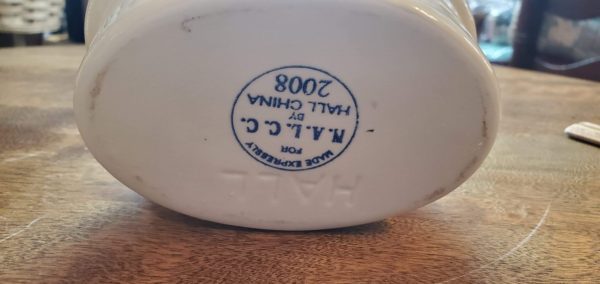 MADE EXPRESSLY
FOR
N.A.L.C.C.
BY
HALL CHINA
2008
HALL